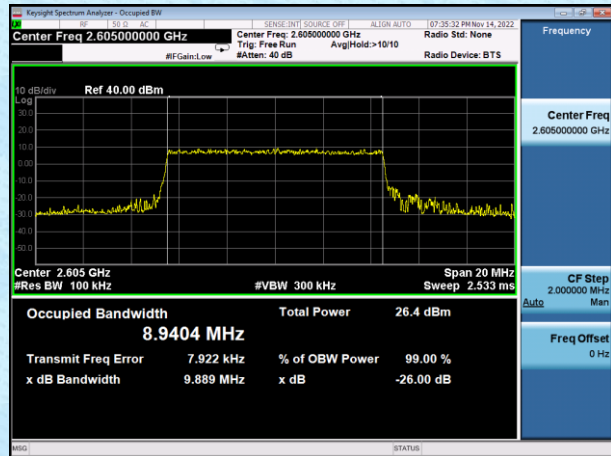 Keysight Spectrum Analyzer - Occupied BW
RF 50 Ω AC SENSE:INT SOURCE OFF ALIGN AUTO 07:35:32 PM Nov 14, 2022
Center Freq 2.605000000 GHz Center Freq: 2.605000000 GHz Radio Std: None
Trig: Free Run Avg|Hold:>10/10
#IFGain:Low #Atten: 40 dB Radio Device: BTS
Frequency
10 dB/div Ref 40.00 dBm
Log
30.0
20.0
10.0
0.00
-10.0
-20.0
-30.0
-40.0
-50.0
Center 2.605 GHz Span 20 MHz
#Res BW 100 kHz #VBW 300 kHz Sweep 2.533 ms
Occupied Bandwidth Total Power 26.4 dBm
8.9404 MHz
Transmit Freq Error 7.922 kHz % of OBW Power 99.00 %
x dB Bandwidth 9.889 MHz x dB -26.00 dB
Center Freq
2.605000000 GHz
CF Step
2.000000 MHz
Auto Man
Freq Offset
0 Hz
MSG STATUS